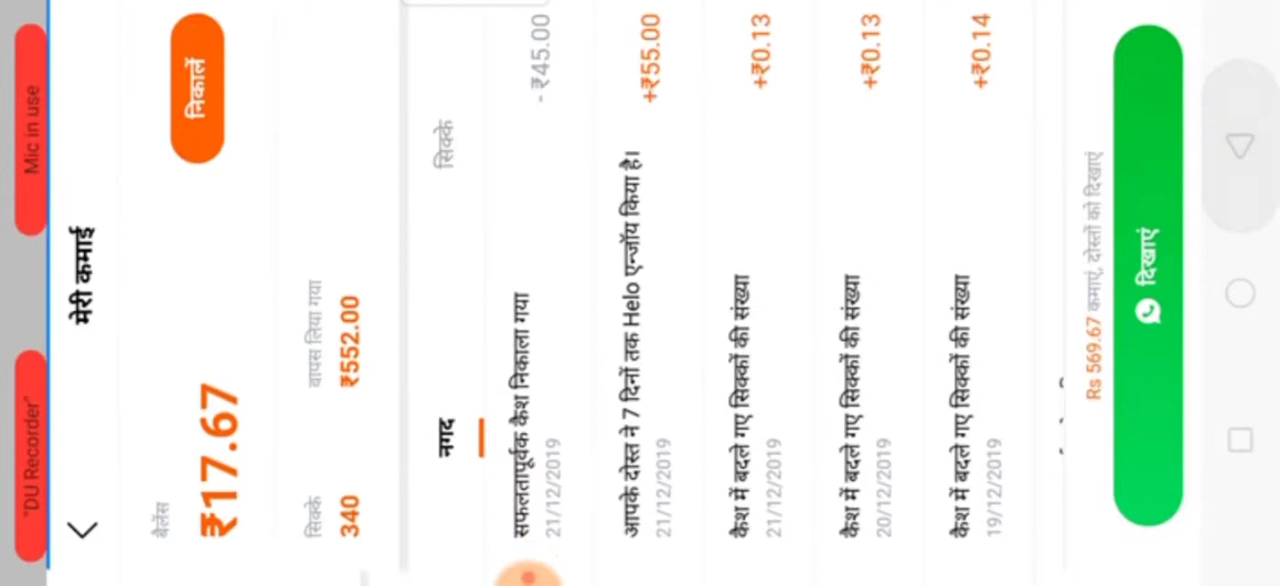 "DU Recorder"
Mic in use
मेरी कमाई
बैलेंस
₹17.67
निकालें
सिक्के
वापस लिया गया
340
₹552.00
नगद
सिक्के
सफलतापूर्वक कैश निकाला गया
- ₹45.00
21/12/2019
आपके दोस्त ने 7 दिनों तक Helo एन्जॉय किया है।
+₹55.00
21/12/2019
कैश में बदले गए सिक्कों की संख्या
+₹0.13
21/12/2019
कैश में बदले गए सिक्कों की संख्या
+₹0.13
20/12/2019
कैश में बदले गए सिक्कों की संख्या
+₹0.14
19/12/2019
Rs 569.67 कमाएं, दोस्तों को दिखाएं
दिखाएं